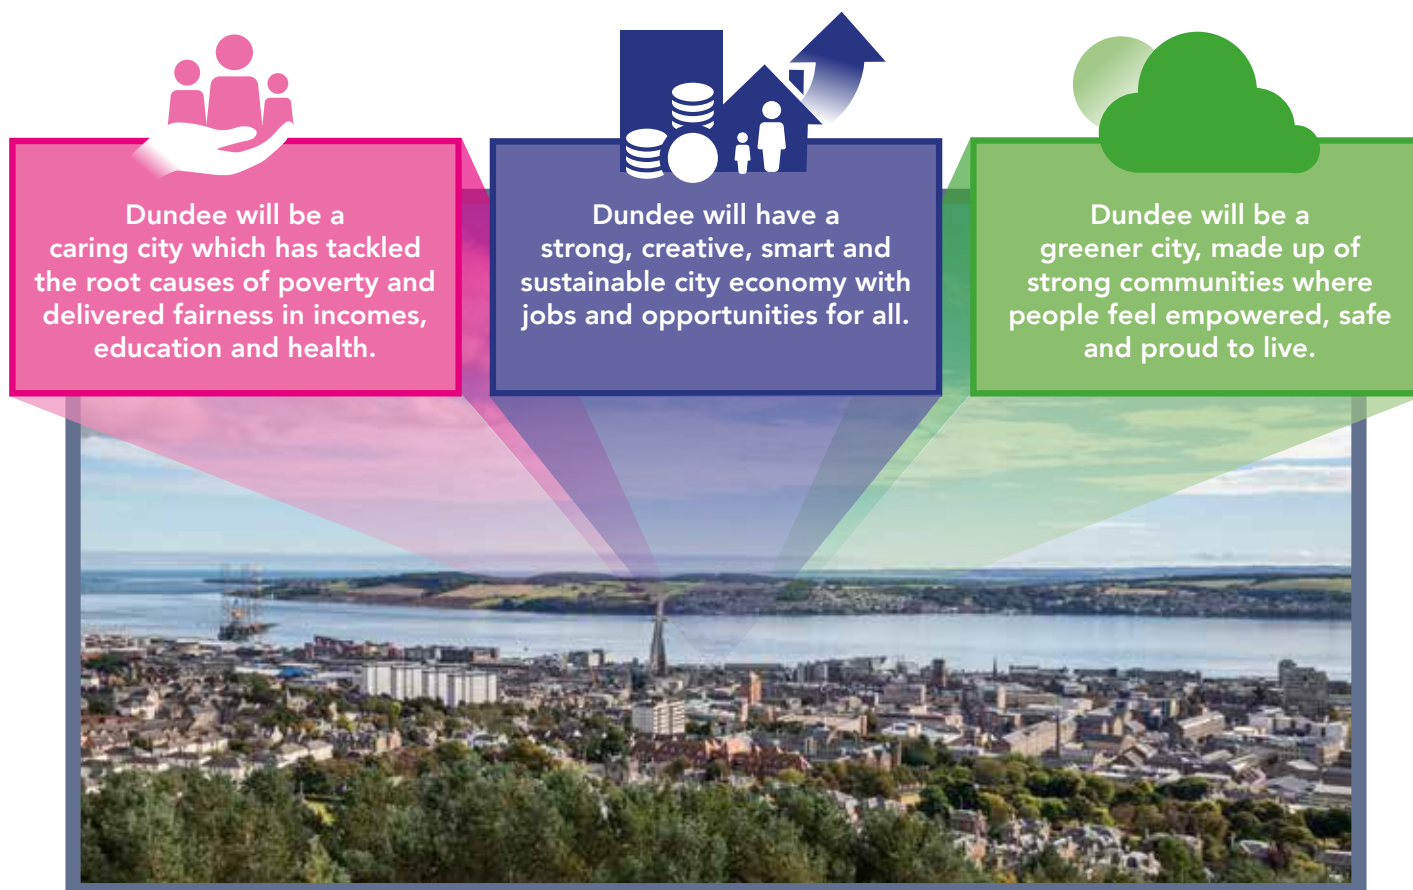 Dundee will be a
caring city which has tackled
the root causes of poverty and
delivered fairness in incomes,
education and health.
Dundee will have a
strong, creative, smart and
sustainable city economy with
jobs and opportunities for all.
Dundee will be a
greener city, made up of
strong communities where
people feel empowered, safe
and proud to live.